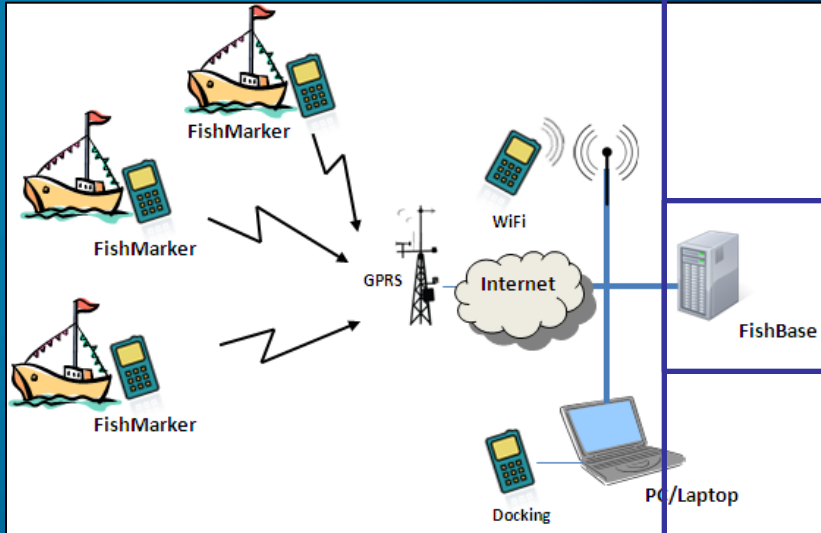 FishMarker
FishMarker
WiFi
GPRS
Internet
FishBase
FishMarker
PC/Laptop
Docking